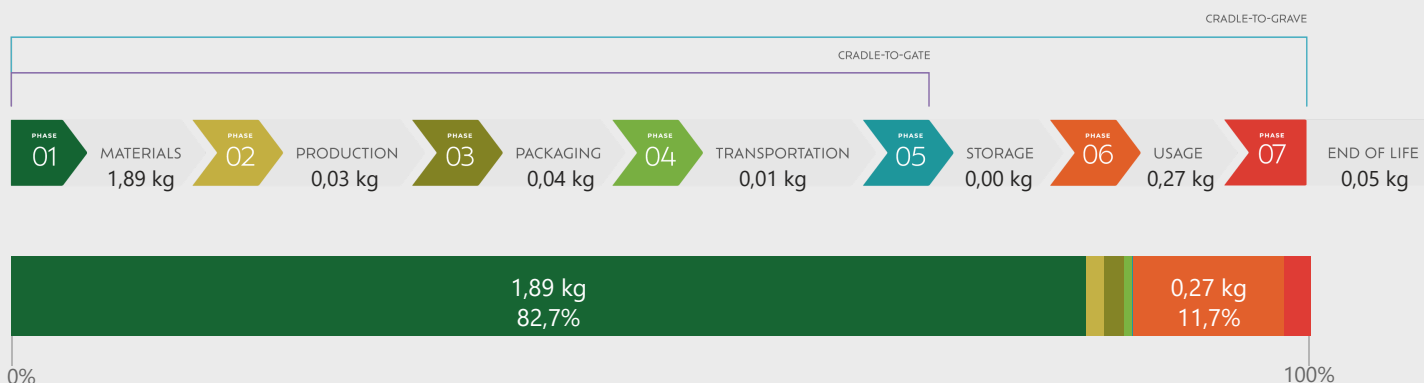 CRADLE-TO-GRAVE
CRADLE-TO-GATE
PHASE
01
MATERIALS
1,89 kg
PHASE
02
PRODUCTION
0,03 kg
PHASE
03
PACKAGING
0,04 kg
PHASE
04
TRANSPORTATION
0,01 kg
PHASE
05
STORAGE
0,00 kg
PHASE
06
USAGE
0,27 kg
PHASE
07
END OF LIFE
0,05 kg
1,89 kg
82,7%
0,27 kg
11,7%
0%
100%